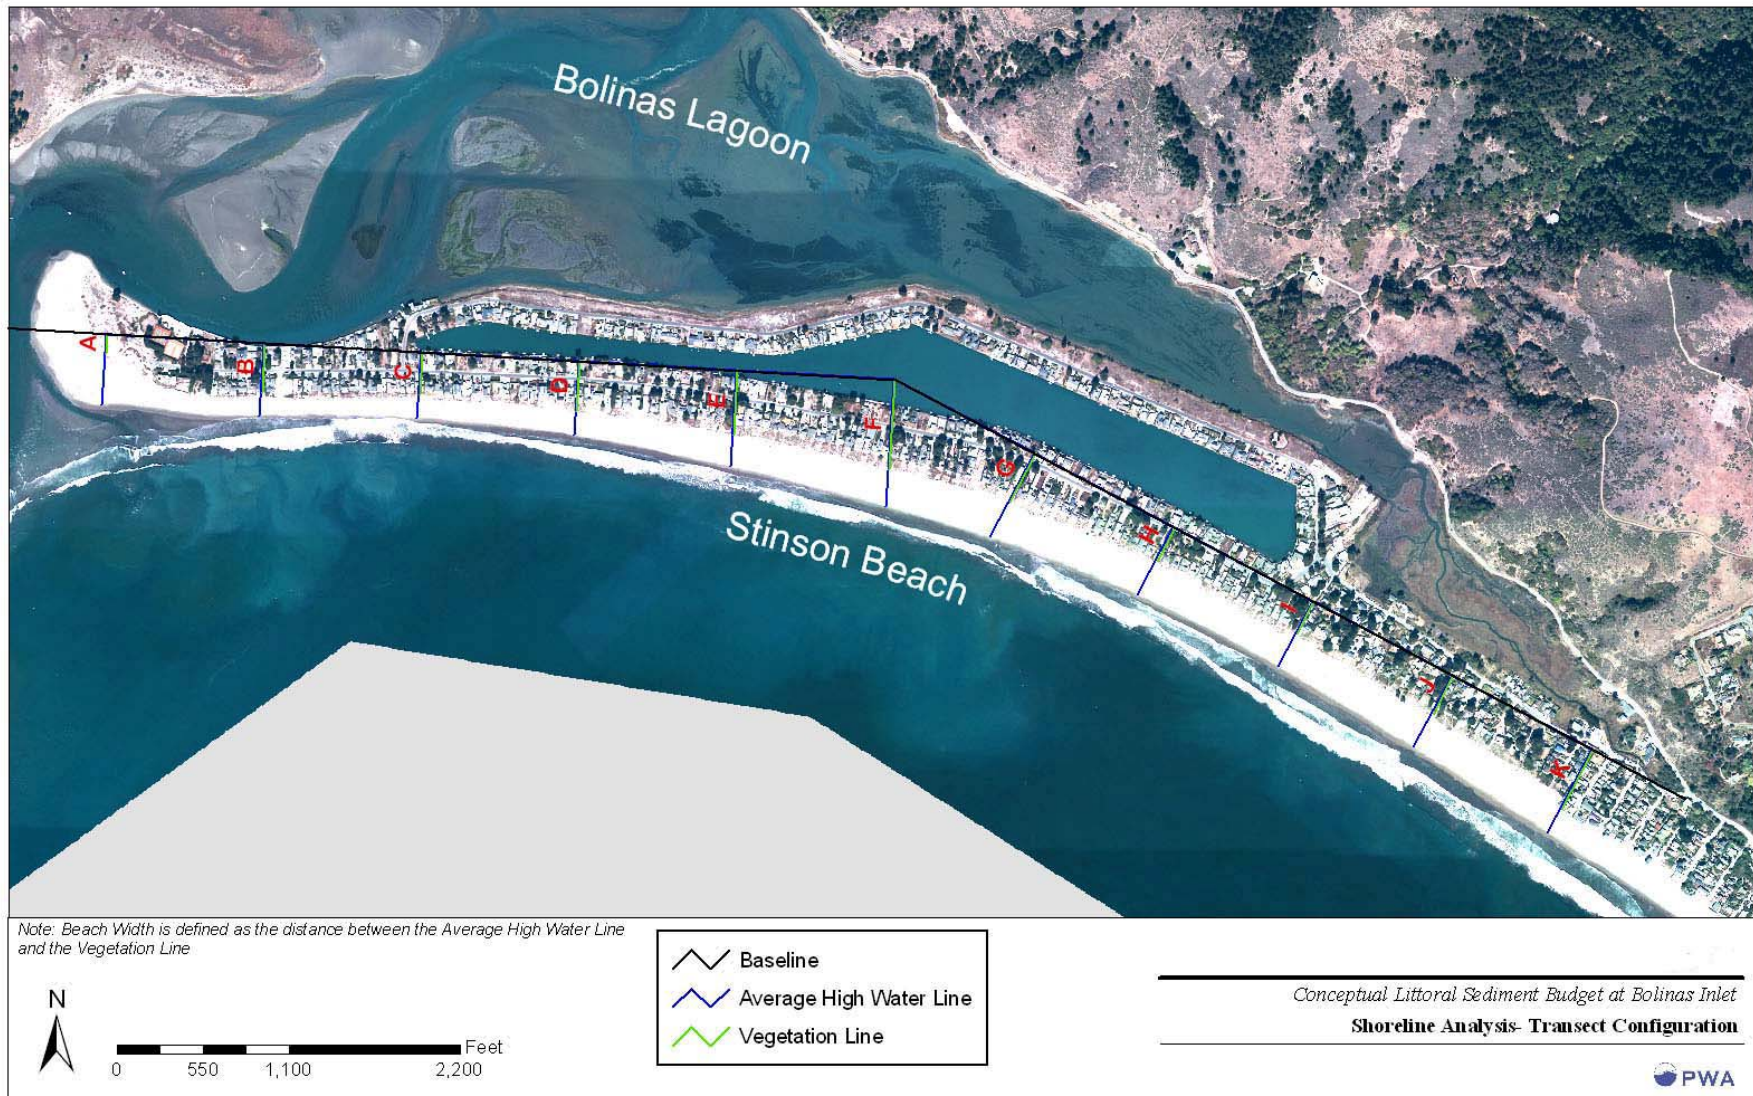 Bolinas Lagoon
A
B
C
D
E
F
G
H
I
J
K
Stinson Beach
Note: Beach Width is defined as the distance between the Average High Water Line
and the Vegetation Line
N
Feet
0 550 1,100 2,200
Baseline
Average High Water Line
Vegetation Line
Conceptual Littoral Sediment Budget at Bolinas Inlet
Shoreline Analysis- Transect Configuration
PWA